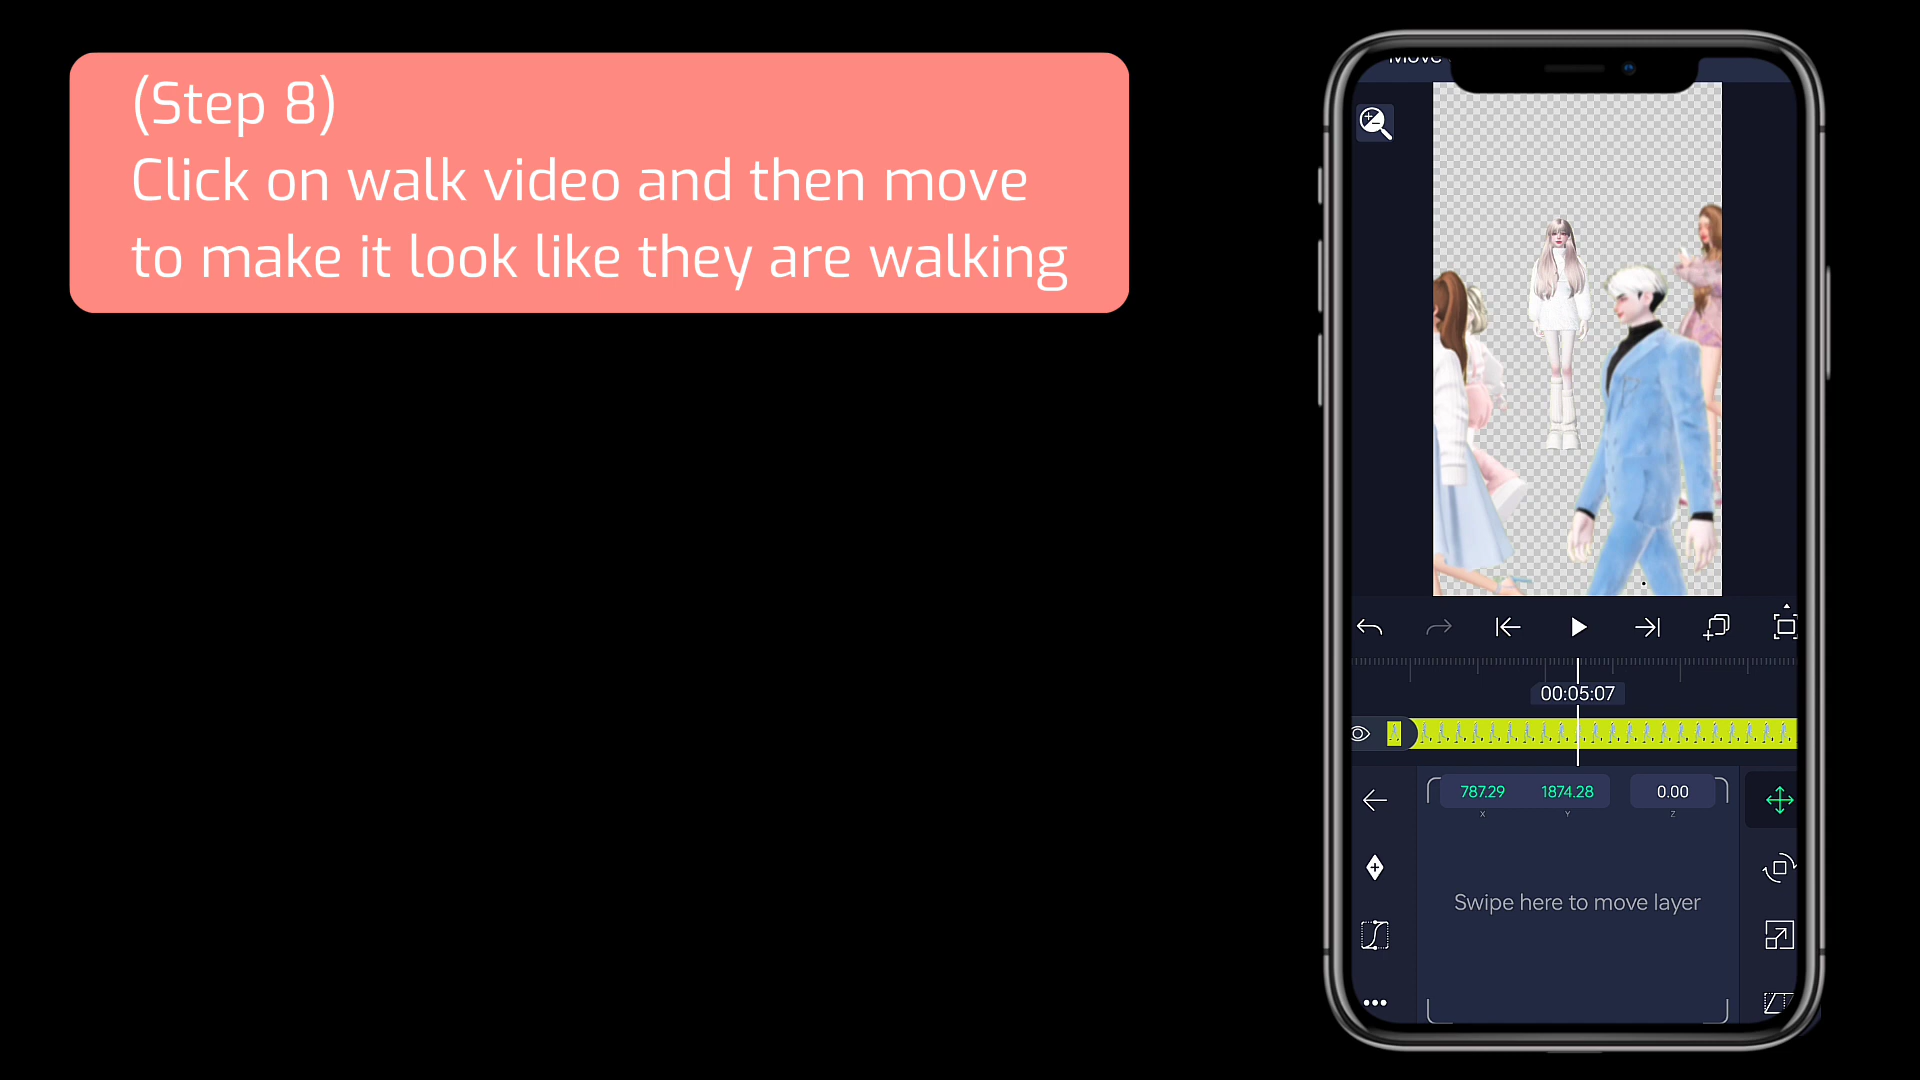 (Step 8)
Click on walk video and then move
to make it look like they are walking
Move
00:05:07
787.29 1874.28 0.00
X Y Z
Swipe here to move layer